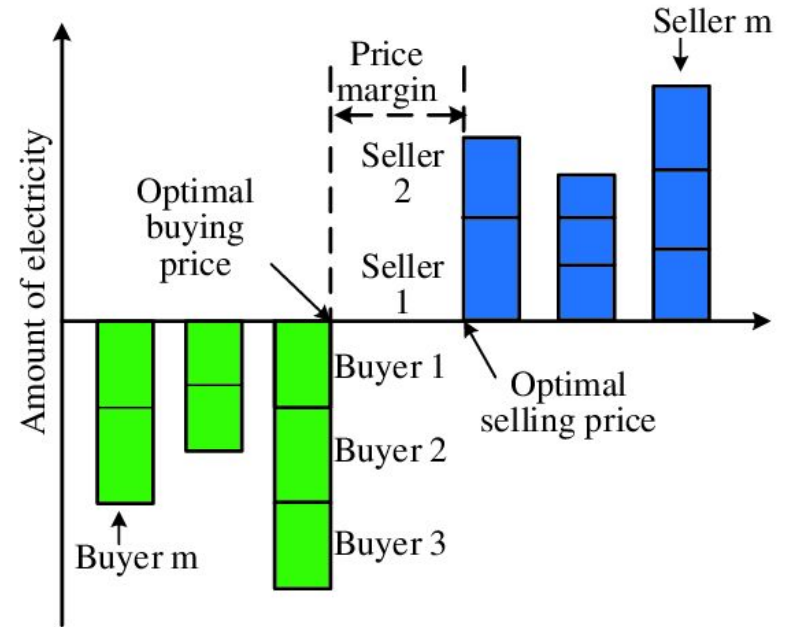 Seller m
Price
margin
Seller
2
Optimal
buying
price
Seller
1
Amount of electricity
Buyer 1
Optimal
selling price
Buyer 2
Buyer 3
Buyer m